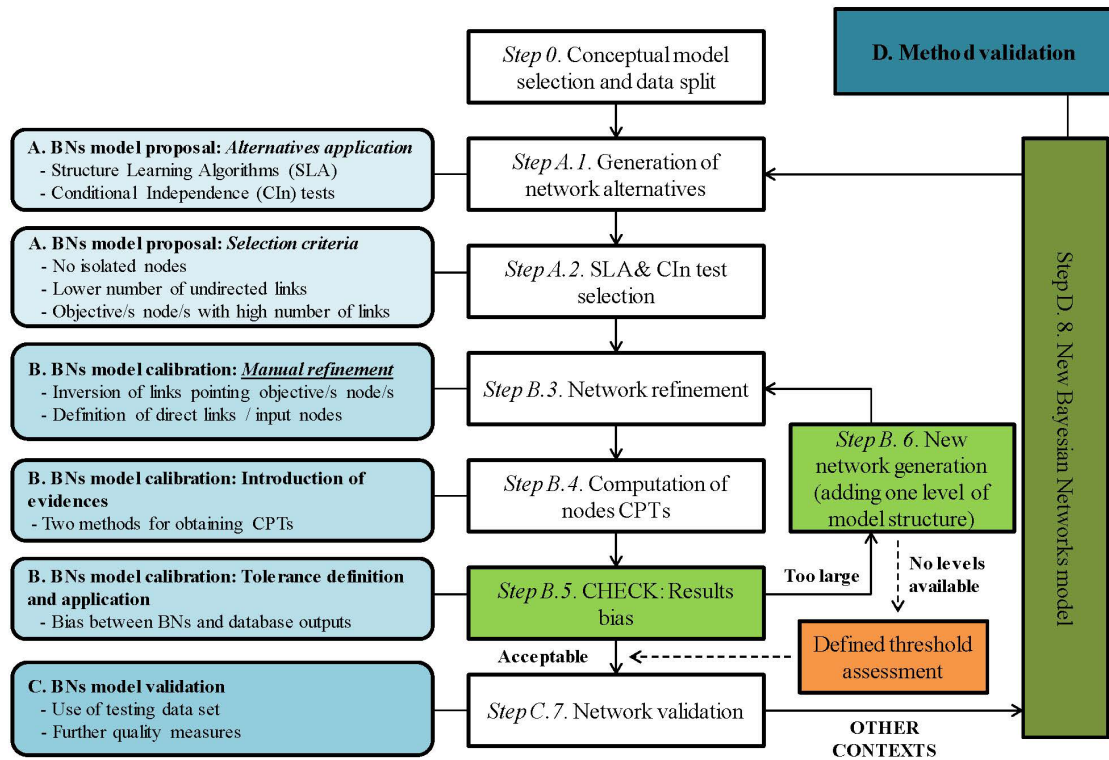 Step 0. Conceptual model
selection and data split
D. Method validation
A. BNs model proposal: Alternatives application
- Structure Learning Algorithms (SLA)
- Conditional Independence (CIn) tests
Step A.1. Generation of
network alternatives
A. BNs model proposal: Selection criteria
- No isolated nodes
- Lower number of undirected links
- Objective/s node/s with high number of links
Step A.2. SLA& CIn test
selection
B. BNs model calibration: Manual refinement
- Inversion of links pointing objective/s node/s
- Definition of direct links / input nodes
Step B.3. Network refinement
Step B. 6. New
network generation
(adding one level of
model structure)
B. BNs model calibration: Introduction of
evidences
- Two methods for obtaining CPTs
Step B.4. Computation of
nodes CPTs
B. BNs model calibration: Tolerance definition
and application
- Bias between BNs and database outputs
Step B.5. CHECK: Results
bias
Too large
No levels
available
Acceptable
Defined threshold
assessment
C. BNs model validation
- Use of testing data set
- Further quality measures
Step C.7. Network validation
OTHER
CONTEXTS
Step D. 8. New Bayesian Networks model